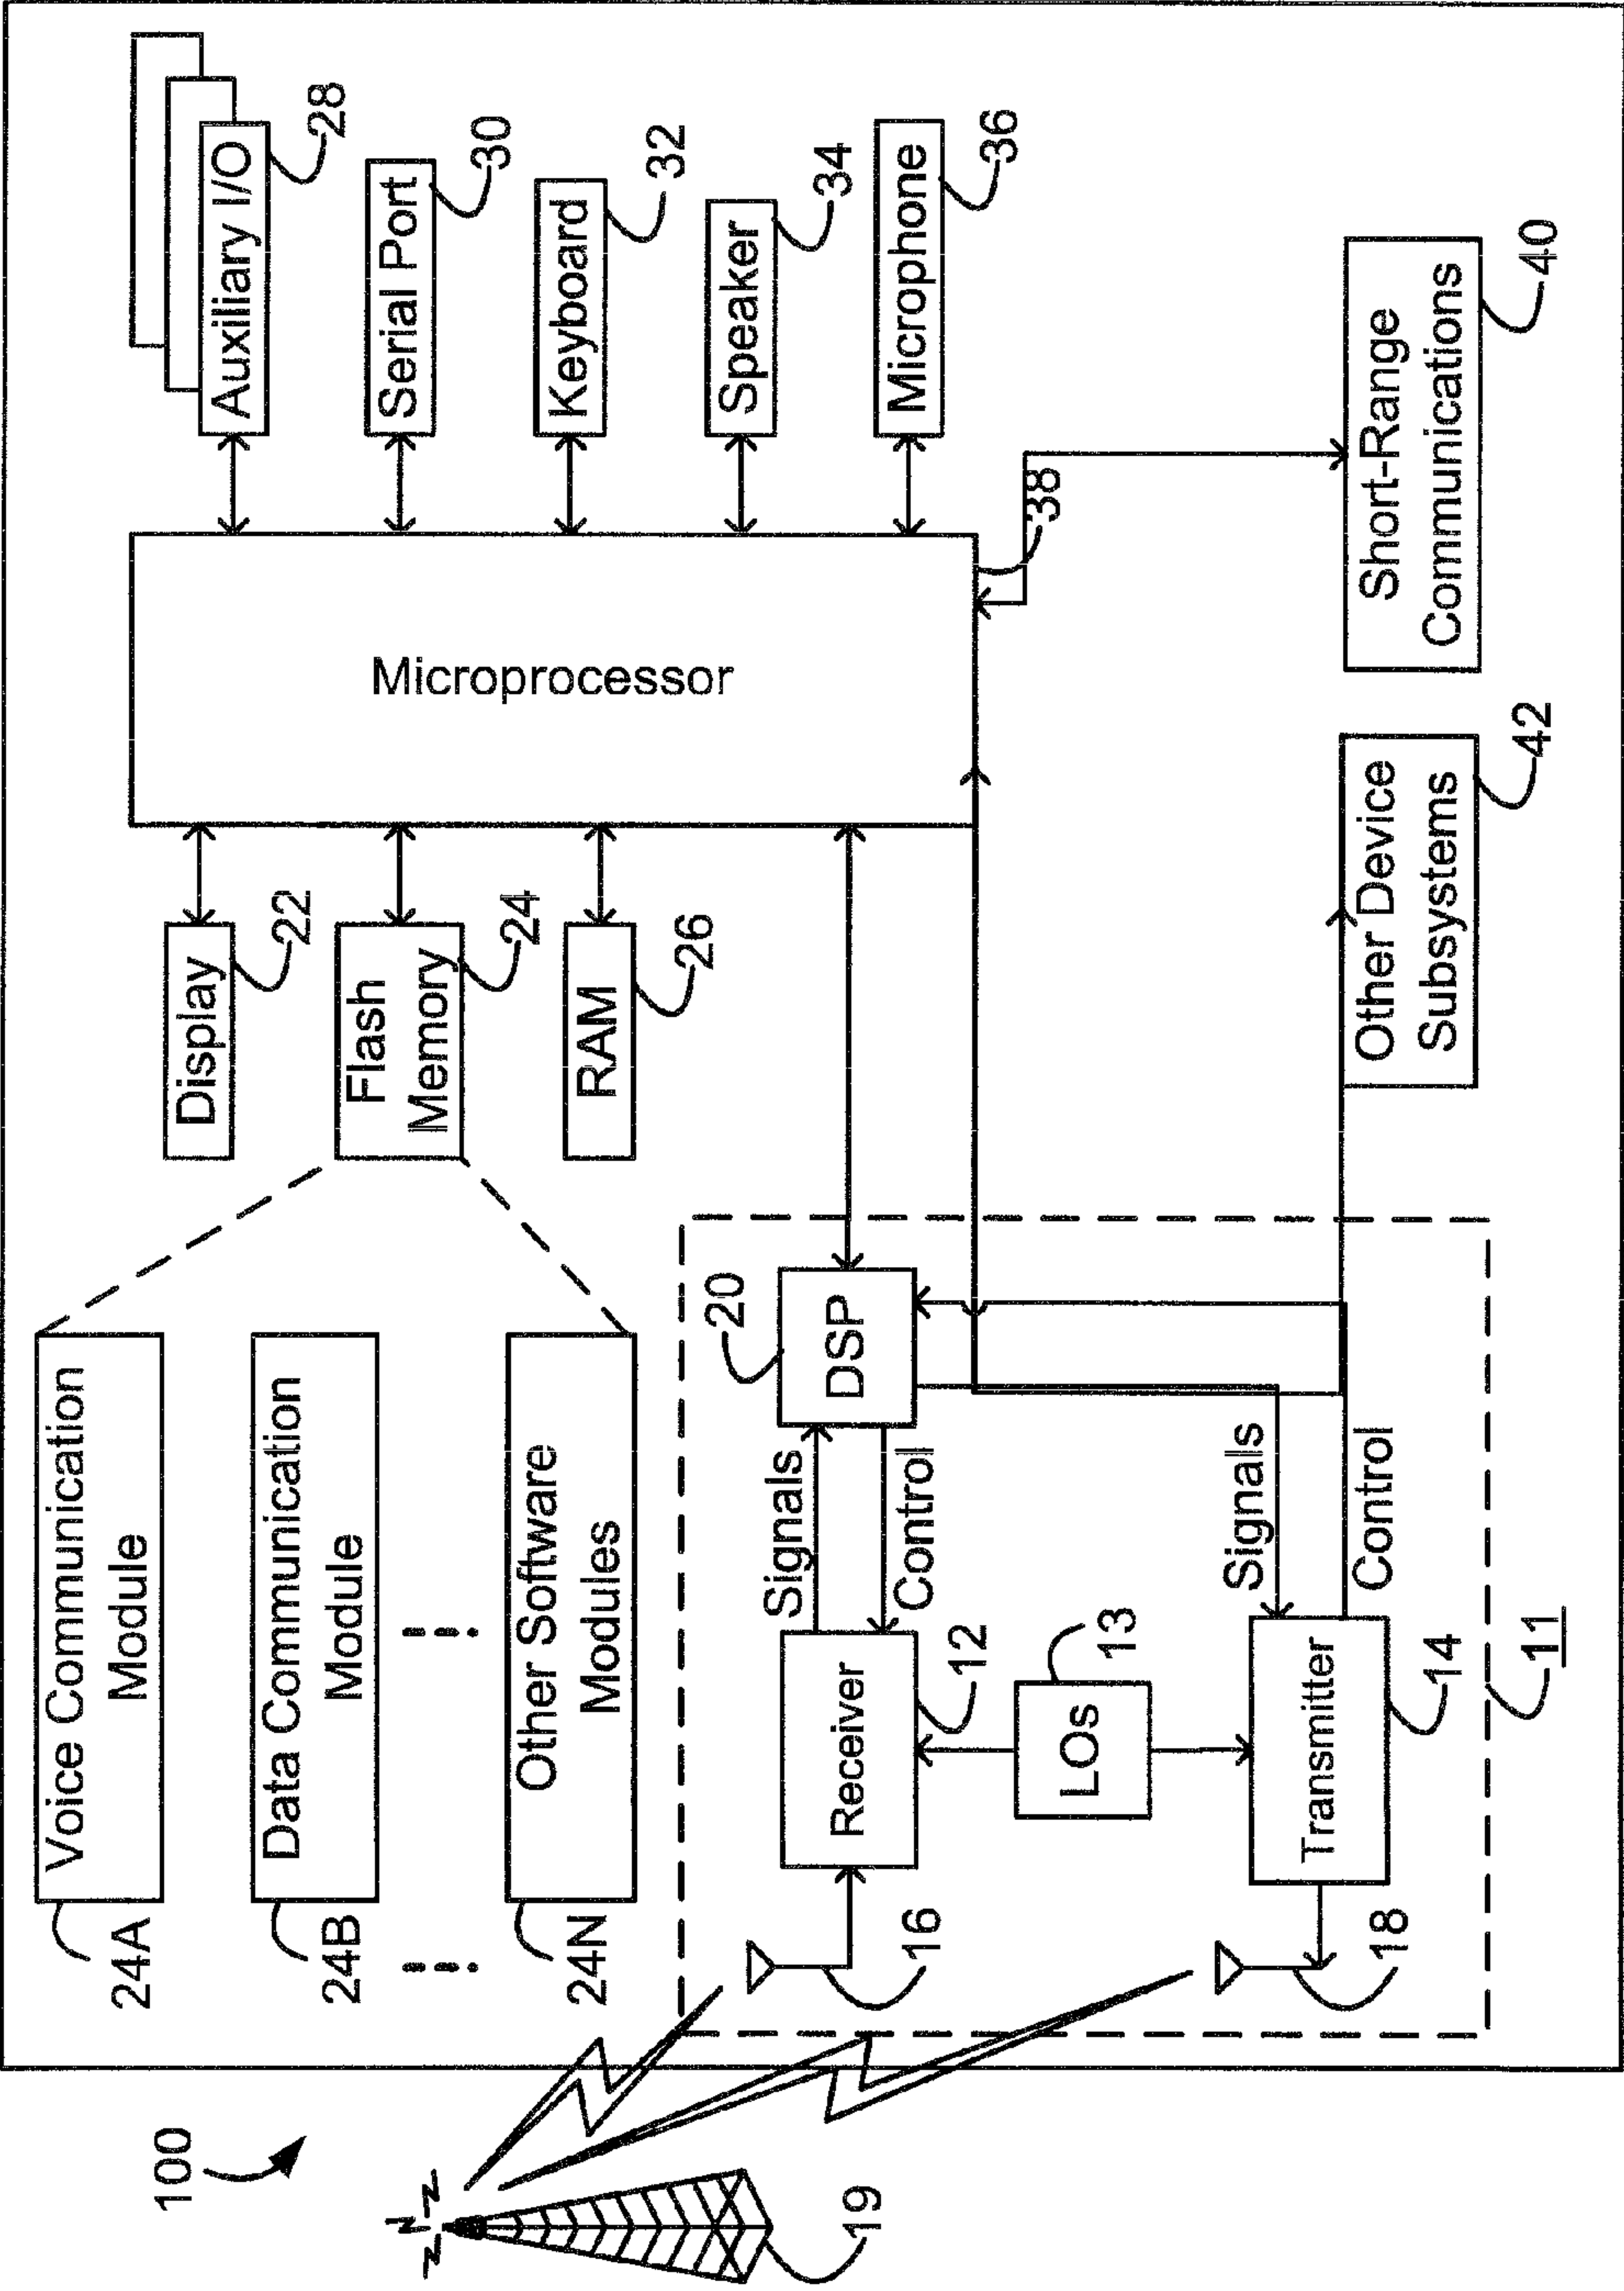 100
19
24A
Voice Communication
Module
24B
Data Communication
Module
24N
Other Software
Modules
Display
22
Flash
Memory
24
RAM
26
Microprocessor
38
Auxiliary I/O
28
Serial Port
30
Keyboard
32
Speaker
34
Microphone
36
Short-Range
Communications
40
Other Device
Subsystems
42
20
DSP
Signals
Control
Receiver
12
LOs
13
Signals
Control
Transmitter
14
16
18
11